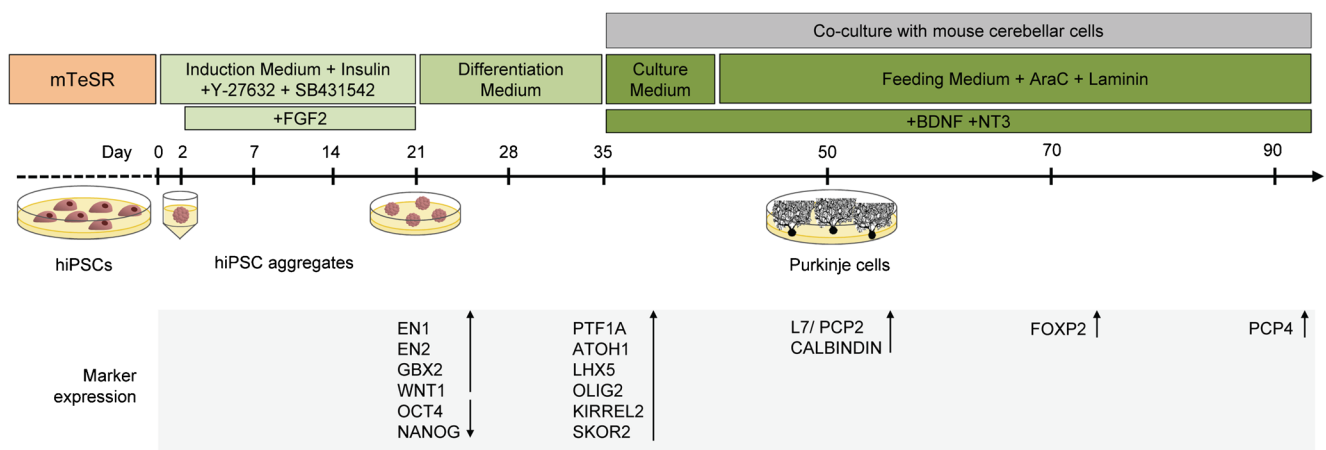 Co-culture with mouse cerebellar cells
mTeSR
Induction Medium + Insulin
+Y-27632 + SB431542
Differentiation
Medium
Culture
Medium
Feeding Medium + AraC + Laminin
+FGF2
+BDNF +NT3
Day 0 2 7 14 21 28 35 50 70 90
hiPSCs
hiPSC aggregates
Purkinje cells
Marker
expression
EN1
EN2
GBX2
WNT1
OCT4
NANOG
PTF1A
ATOH1
LHX5
OLIG2
KIRREL2
SKOR2
L7/ PCP2
CALBINDIN
FOXP2
PCP4